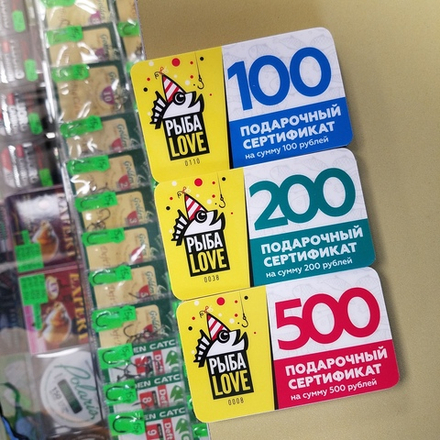 РЫБА
LOVE
0110
100
ПОДАРОЧНЫЙ
СЕРТИФИКАТ
на сумму 100 рублей
РЫБА
LOVE
0038
200
ПОДАРОЧНЫЙ
СЕРТИФИКАТ
на сумму 200 рублей
РЫБА
LOVE
0008
500
ПОДАРОЧНЫЙ
СЕРТИФИКАТ
на сумму 500 рублей